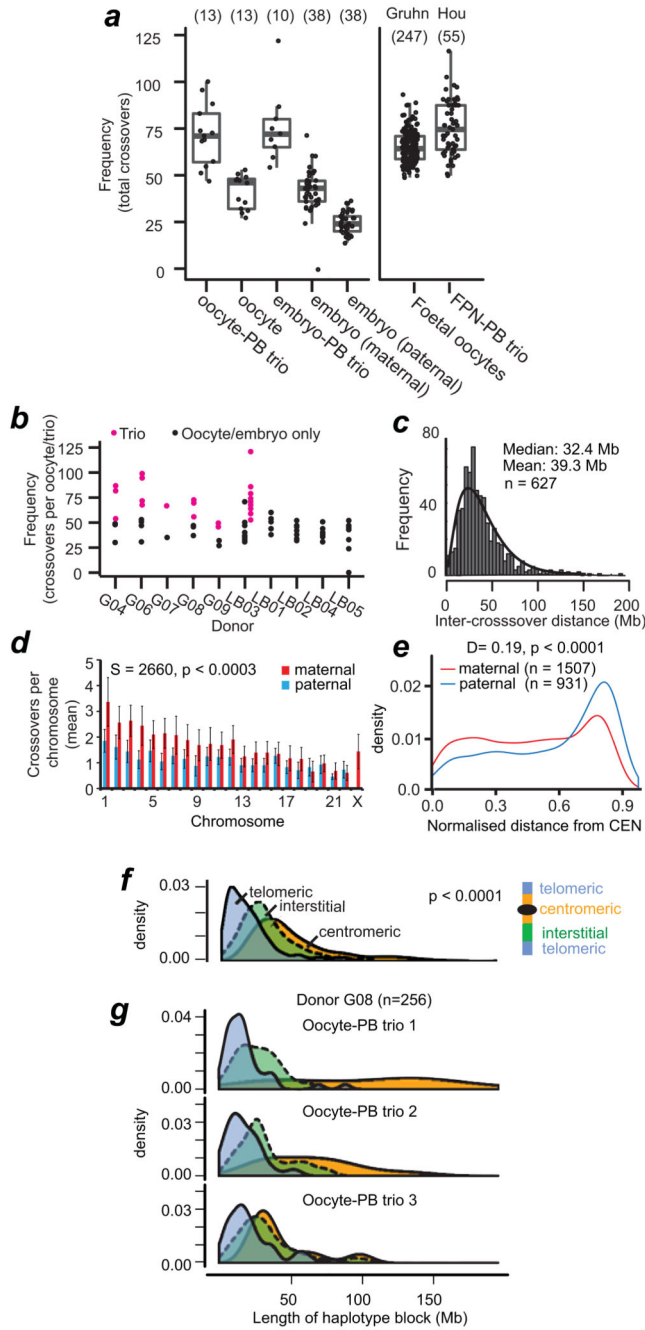 a
(13) (13) (10) (38) (38)
Gruhn Hou
(247) (55)
Frequency
(total crossovers)
125
100
75
50
25
0
oocyte-PB trio
oocyte
embryo-PB trio
embryo (maternal)
embryo (paternal)
Foetal oocytes
FPN-PB trio
b
Trio
Oocyte/embryo only
Frequency
(crossovers per oocyte/trio)
125
100
75
50
25
0
G04 G06 G07 G08 G09 LB03 LB01 LB02 LB04 LB05
Donor
c
Median: 32.4 Mb
Mean: 39.3 Mb
n = 627
Frequency
80
40
0
0 50 100 150 200
Inter-crosssover distance (Mb)
d
S = 2660, p < 0.0003
maternal
paternal
Crossovers per
chromosome
(mean)
5
4
3
2
1
0
1 5 9 13 17 21 X
Chromosome
e
D= 0.19, p < 0.0001
maternal (n = 1507)
paternal (n = 931)
density
0.02
0.010
0.0
0.0 0.3 0.6 0.9
Normalised distance from CEN
f
density
0.03
0.00
telomeric
interstitial
centromeric
p < 0.0001
telomeric
centromeric
interstitial
telomeric
g
Donor G08 (n=256)
Oocyte-PB trio 1
0.04
0.00
Oocyte-PB trio 2
density
0.03
0.00
Oocyte-PB trio 3
0.03
0.00
50 100 150
Length of haplotype block (Mb)